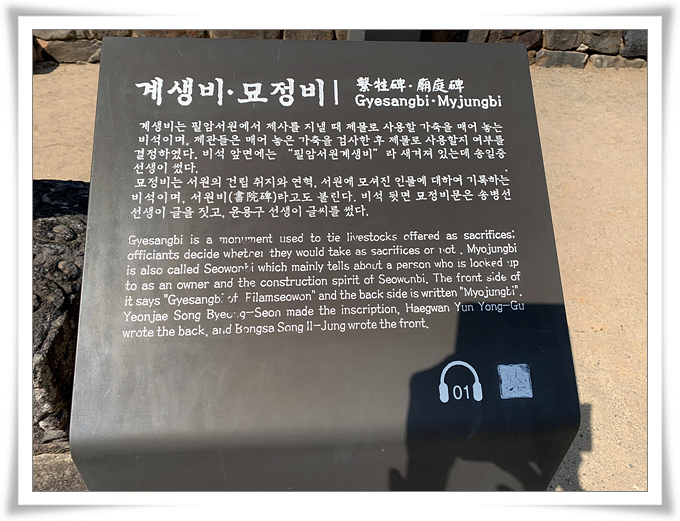 계생비·묘정비 繫牲碑·廟庭碑
Gyesangbi·Myjungbi
계생비는 필암서원에서 제사를 지낼 때 제물로 사용할 가축을 매어 놓는
비석이며, 제관들은 매어 놓은 가축을 검사한 후 제물로 사용할지 여부를
결정하였다. 비석 앞면에는 “필암서원계생비”라 새겨져 있는데 송일중
선생이 썼다.
묘정비는 서원의 건립 취지와 연혁, 서원에 모셔진 인물에 대하여 기록하는
비석이며, 서원비(書院碑)라고도 불린다. 비석 뒷면 묘정비문은 송병선
선생이 글을 짓고, 윤용구 선생이 글씨를 썼다.
Gyesangbi is a monument used to tie livestocks offered as sacrifices;
officiants decide whether they would take as sacrifices or not . Myojungbi
is also called Seowonbi which mainly tells about a person who is looked up
to as an owner and the construction spirit of Seowunbi. The front side of
it says "Gyesangbi of Filamseowon" and the back side is written "Myojungbi".
Yeonjae Song Byeong-Seon made the inscription, Haegwan Yun Yong-Gu
wrote the back, and Bongsa Song Il-Jung wrote the front.
01